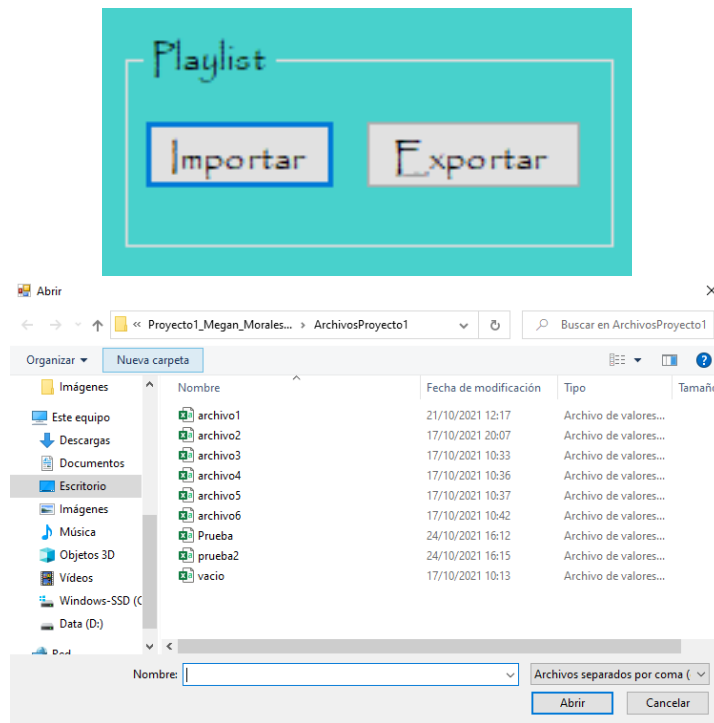 Playlist
Importar Exportar
Abrir
« Proyecto1_Megan_Morales... › ArchivosProyecto1 Buscar en ArchivosProyecto1
Organizar Nueva carpeta
Nombre Fecha de modificación Tipo Tamañ
Imágenes
Este equipo
Descargas
Documentos
Escritorio
Imágenes
Música
Objetos 3D
Vídeos
Windows-SSD (C
Data (D:)
Red
archivo1 21/10/2021 12:17 Archivo de valores...
archivo2 17/10/2021 20:07 Archivo de valores...
archivo3 17/10/2021 10:33 Archivo de valores...
archivo4 17/10/2021 10:36 Archivo de valores...
archivo5 17/10/2021 10:37 Archivo de valores...
archivo6 17/10/2021 10:42 Archivo de valores...
Prueba 24/10/2021 16:12 Archivo de valores...
prueba2 24/10/2021 16:15 Archivo de valores...
vacio 17/10/2021 10:13 Archivo de valores...
Nombre: Archivos separados por coma (
Abrir Cancelar